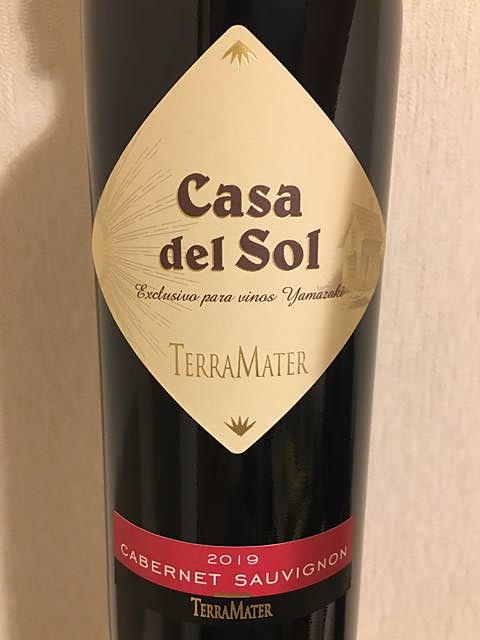 Casa
del Sol
Exclusivo para vinos Yamazaki
TERRAMATER
2019
CABERNET SAUVIGNON
TERRAMATER